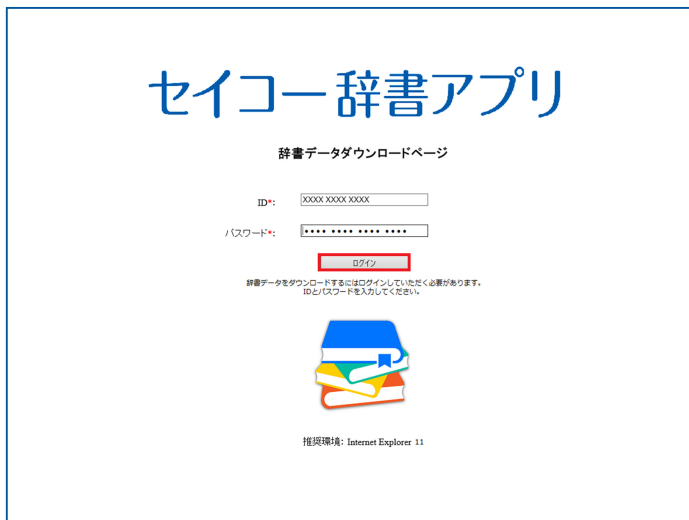 セイコー辞書アプリ
辞書データダウンロードページ
ID*: XXXX XXXX XXXX
パスワード*: •••• •••• •••• ••••
ログイン
辞書データをダウンロードするにはログインしていただく必要があります。
IDとパスワードを入力してください。
推奨環境: Internet Explorer 11